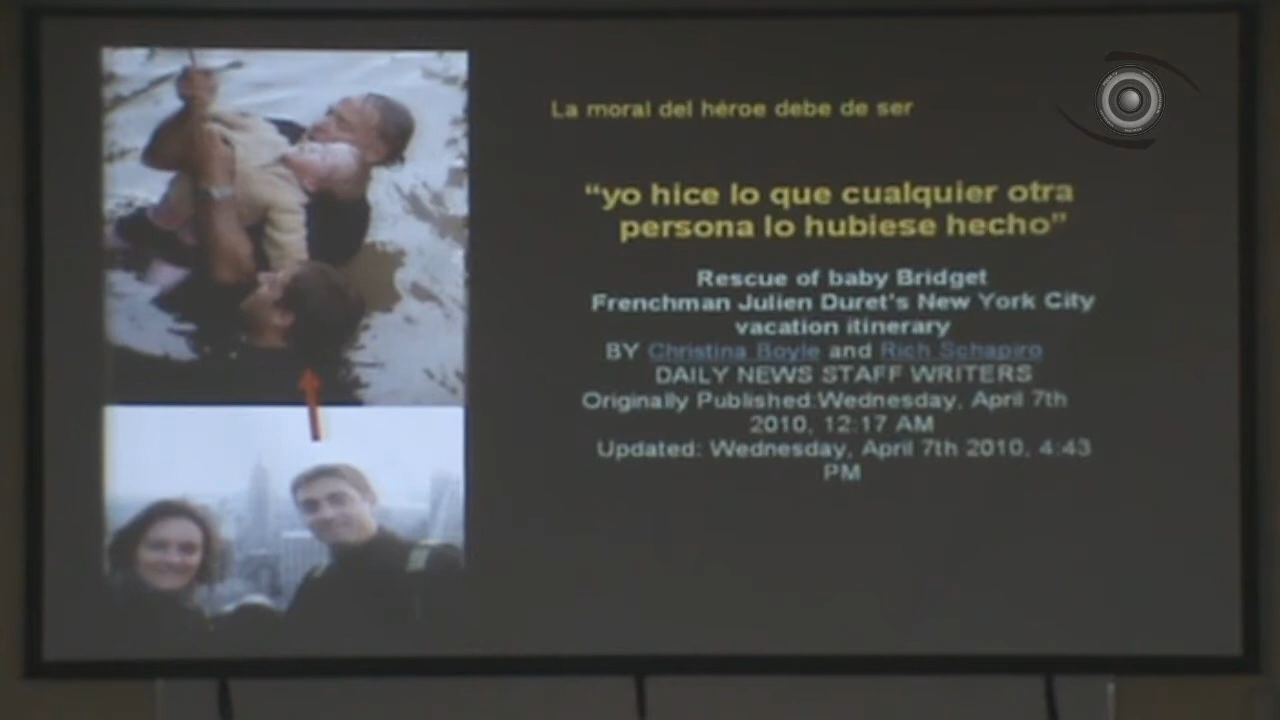 La moral del héroe debe de ser
“yo hice lo que cualquier otra
persona lo hubiese hecho”
Rescue of baby Bridget
Frenchman Julien Duret's New York City
vacation itinerary
BY Christina Boyle and Rich Schapiro
DAILY NEWS STAFF WRITERS
Originally Published:Wednesday, April 7th
2010, 12:17 AM
Updated: Wednesday, April 7th 2010, 4:43
PM